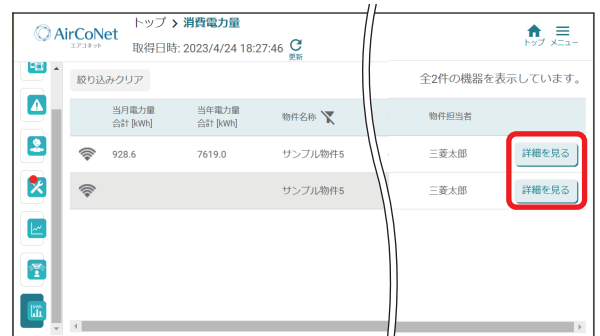 AirCoNet
エアコネット
トップ > 消費電力量
取得日時: 2023/4/24 18:27:46
更新
トップ メニュー
絞り込みクリア
全2件の機器を表示しています。
当月電力量
合計 [kWh]
当年電力量
合計 [kWh]
物件名称
物件担当者
928.6 7619.0 サンプル物件5 三菱太郎 詳細を見る
サンプル物件5 三菱太郎 詳細を見る